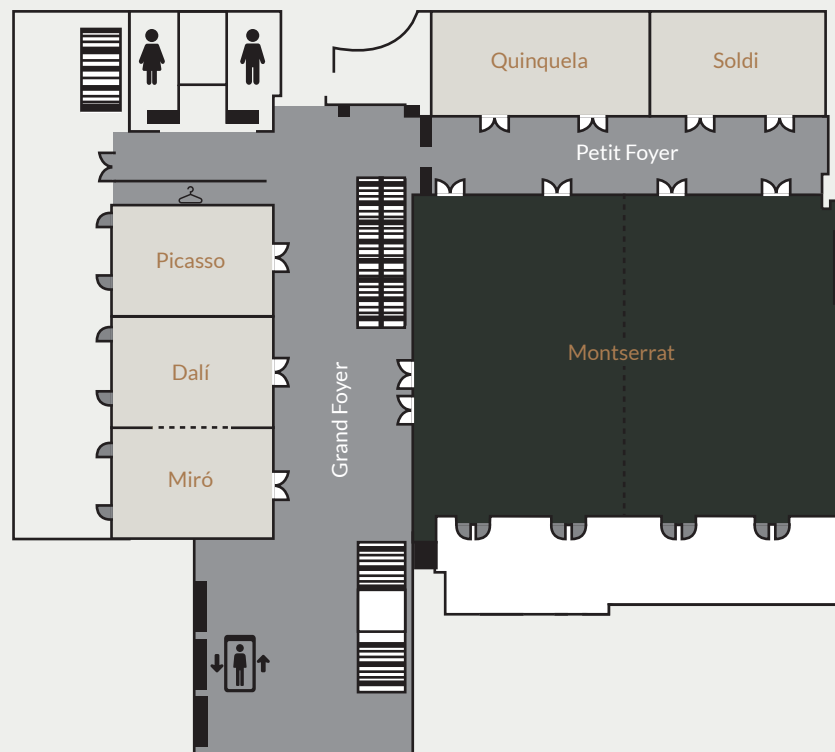 Quinquela
Soldi
Petit Foyer
Picasso
Montserrat
Dalí
Grand Foyer
Miró